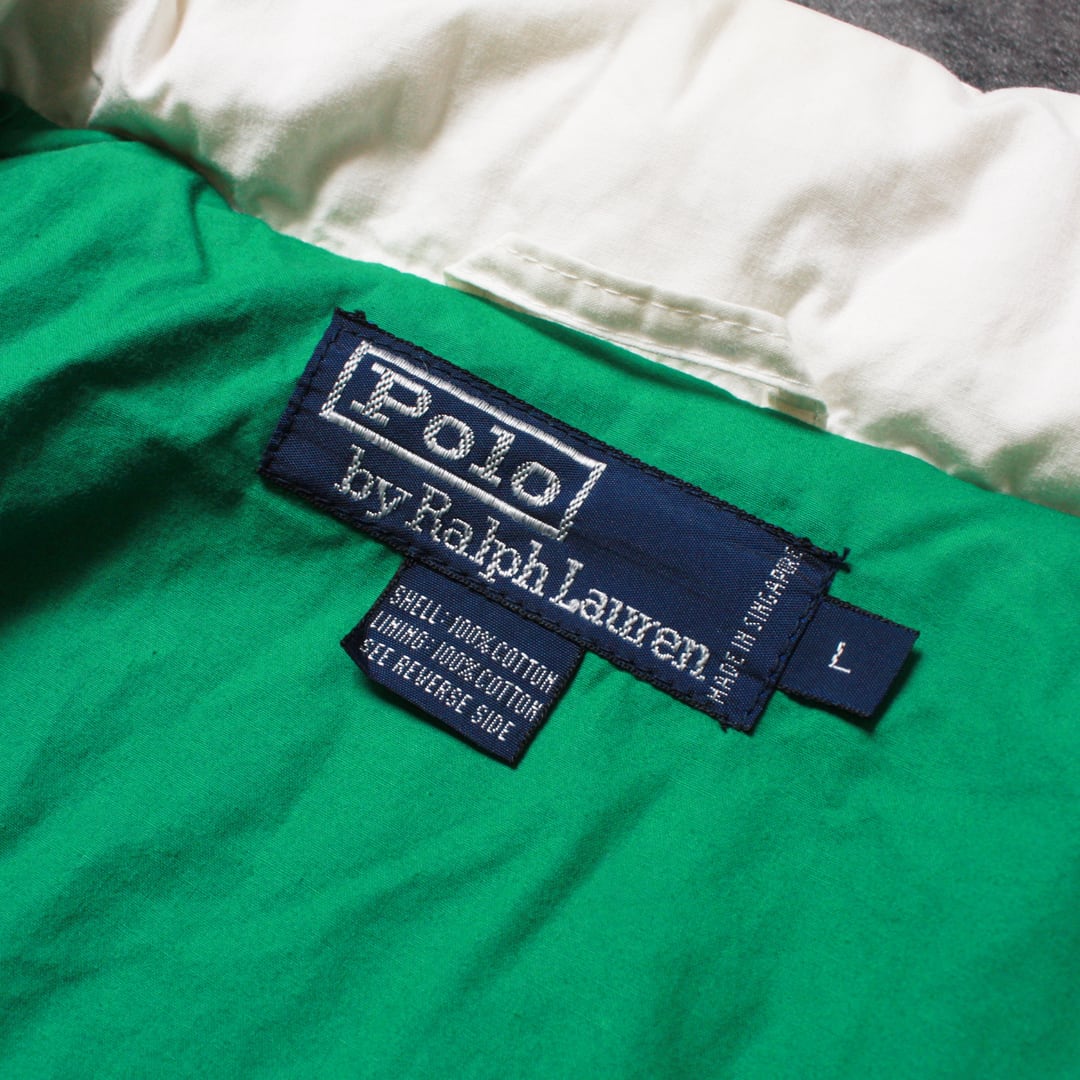 Polo
by Ralph Lauren
MADE IN SINGAPORE
L
SHELL:100%COTTON
LINING:100%COTTON
SEE REVERSE SIDE